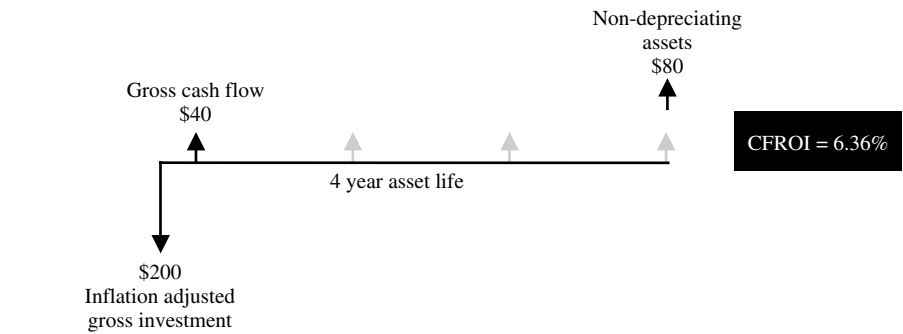 Non-depreciating
assets
$80
Gross cash flow
$40
CFROI = 6.36%
4 year asset life
$200
Inflation adjusted
gross investment